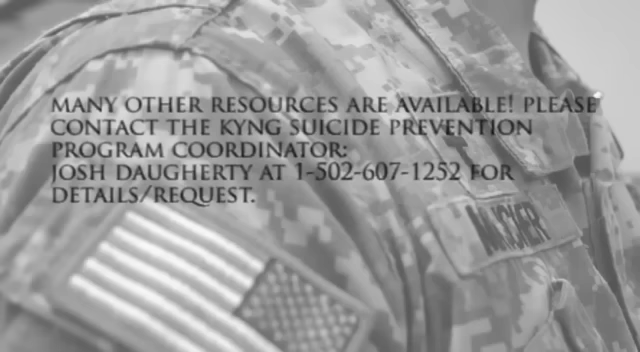 MANY OTHER RESOURCES ARE AVAILABLE! PLEASE
CONTACT THE KYNG SUICIDE PREVENTION
PROGRAM COORDINATOR:
JOSH DAUGHERTY AT 1-502-607-1252 FOR
DETAILS/REQUEST.